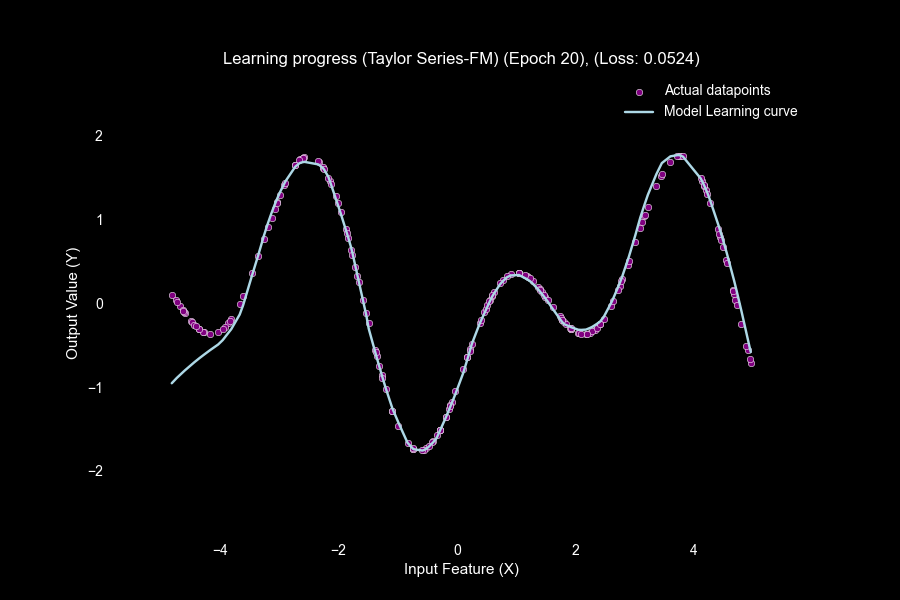 Learning progress (Taylor Series-FM) (Epoch 20), (Loss: 0.0524)
Actual datapoints
Model Learning curve
2
1
0
−1
−2
Output Value (Y)
−4 −2 0 2 4
Input Feature (X)